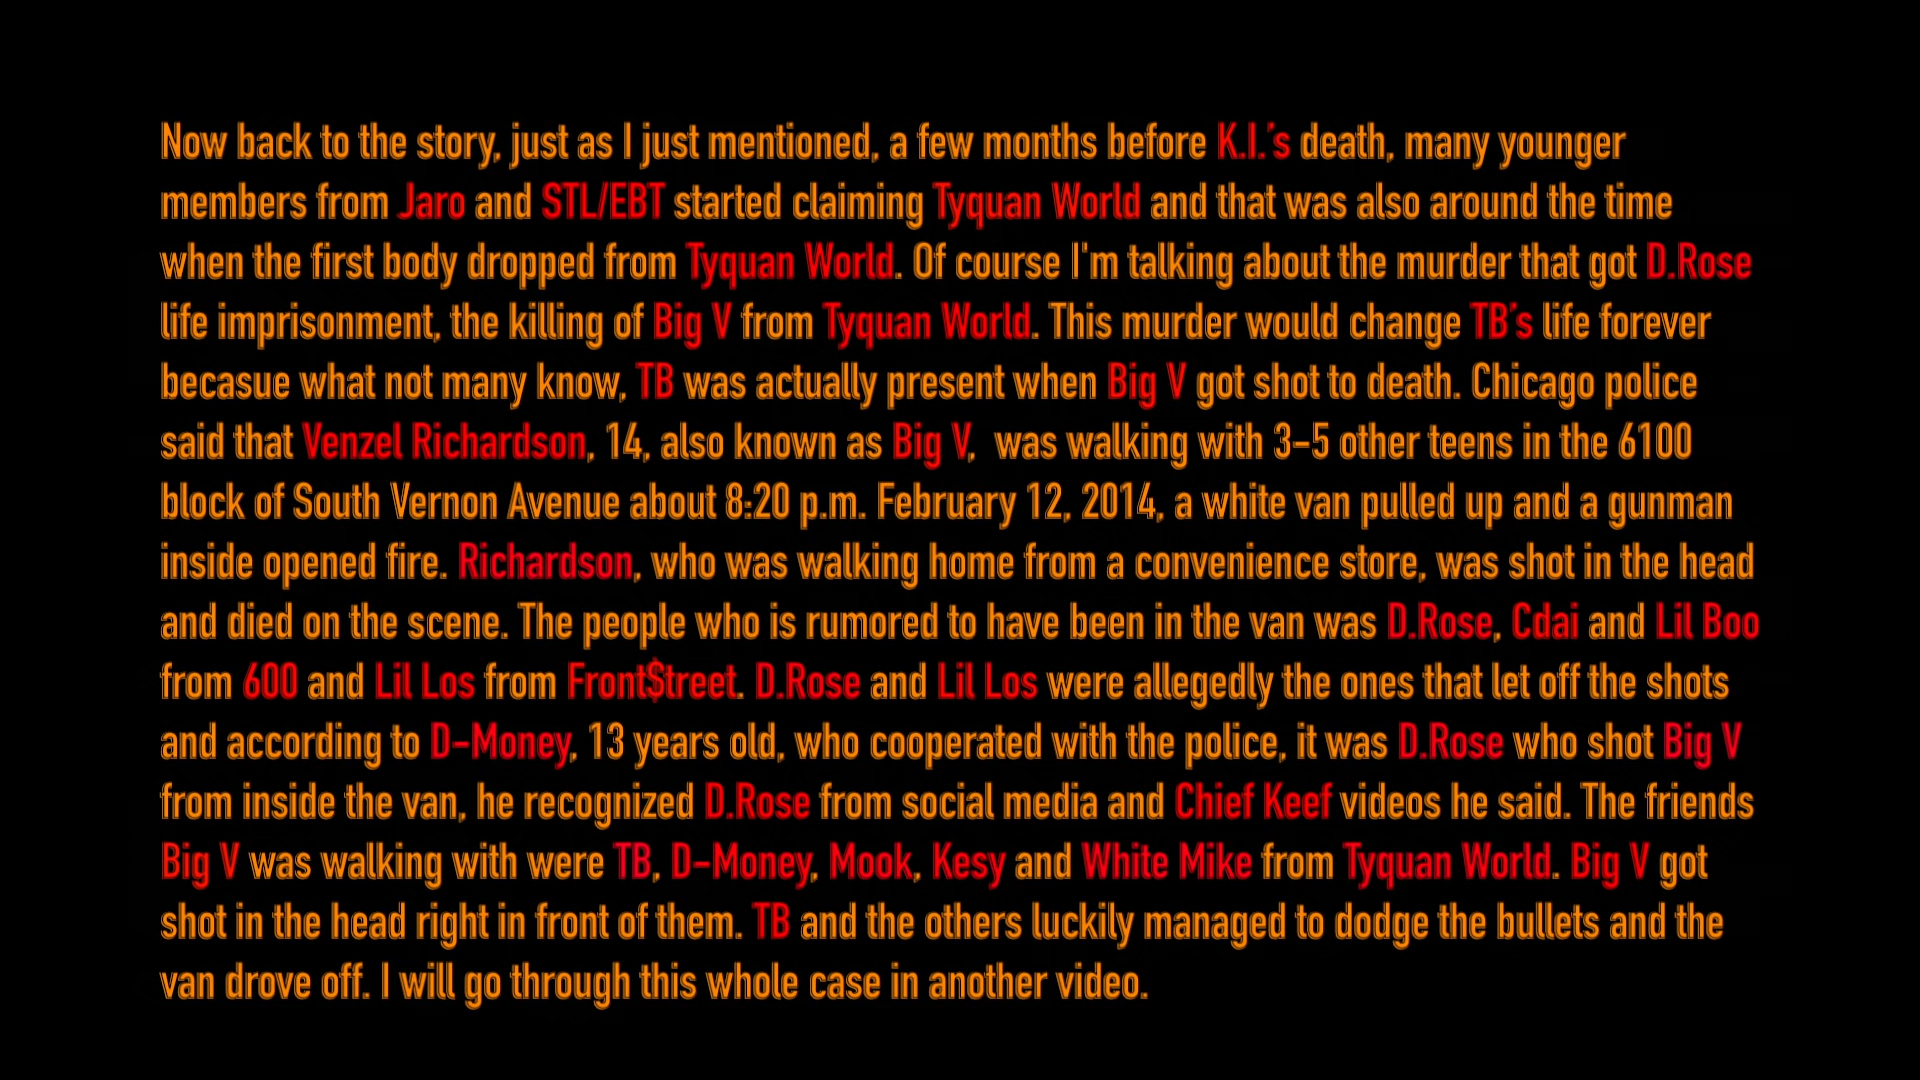 Now back to the story, just as I just mentioned, a few months before K.I.'s death, many younger
members from Jaro and STL/EBT started claiming Tyquan World and that was also around the time
when the first body dropped from Tyquan World. Of course I'm talking about the murder that got D.Rose
life imprisonment, the killing of Big V from Tyquan World. This murder would change TB's life forever
becasue what not many know, TB was actually present when Big V got shot to death. Chicago police
said that Venzel Richardson, 14, also known as Big V,  was walking with 3-5 other teens in the 6100
block of South Vernon Avenue about 8:20 p.m. February 12, 2014, a white van pulled up and a gunman
inside opened fire. Richardson, who was walking home from a convenience store, was shot in the head
and died on the scene. The people who is rumored to have been in the van was D.Rose, Cdai and Lil Boo
from 600 and Lil Los from Front$treet. D.Rose and Lil Los were allegedly the ones that let off the shots
and according to D-Money, 13 years old, who cooperated with the police, it was D.Rose who shot Big V
from inside the van, he recognized D.Rose from social media and Chief Keef videos he said. The friends
Big V was walking with were TB, D-Money, Mook, Kesy and White Mike from Tyquan World. Big V got
shot in the head right in front of them. TB and the others luckily managed to dodge the bullets and the
van drove off. I will go through this whole case in another video.